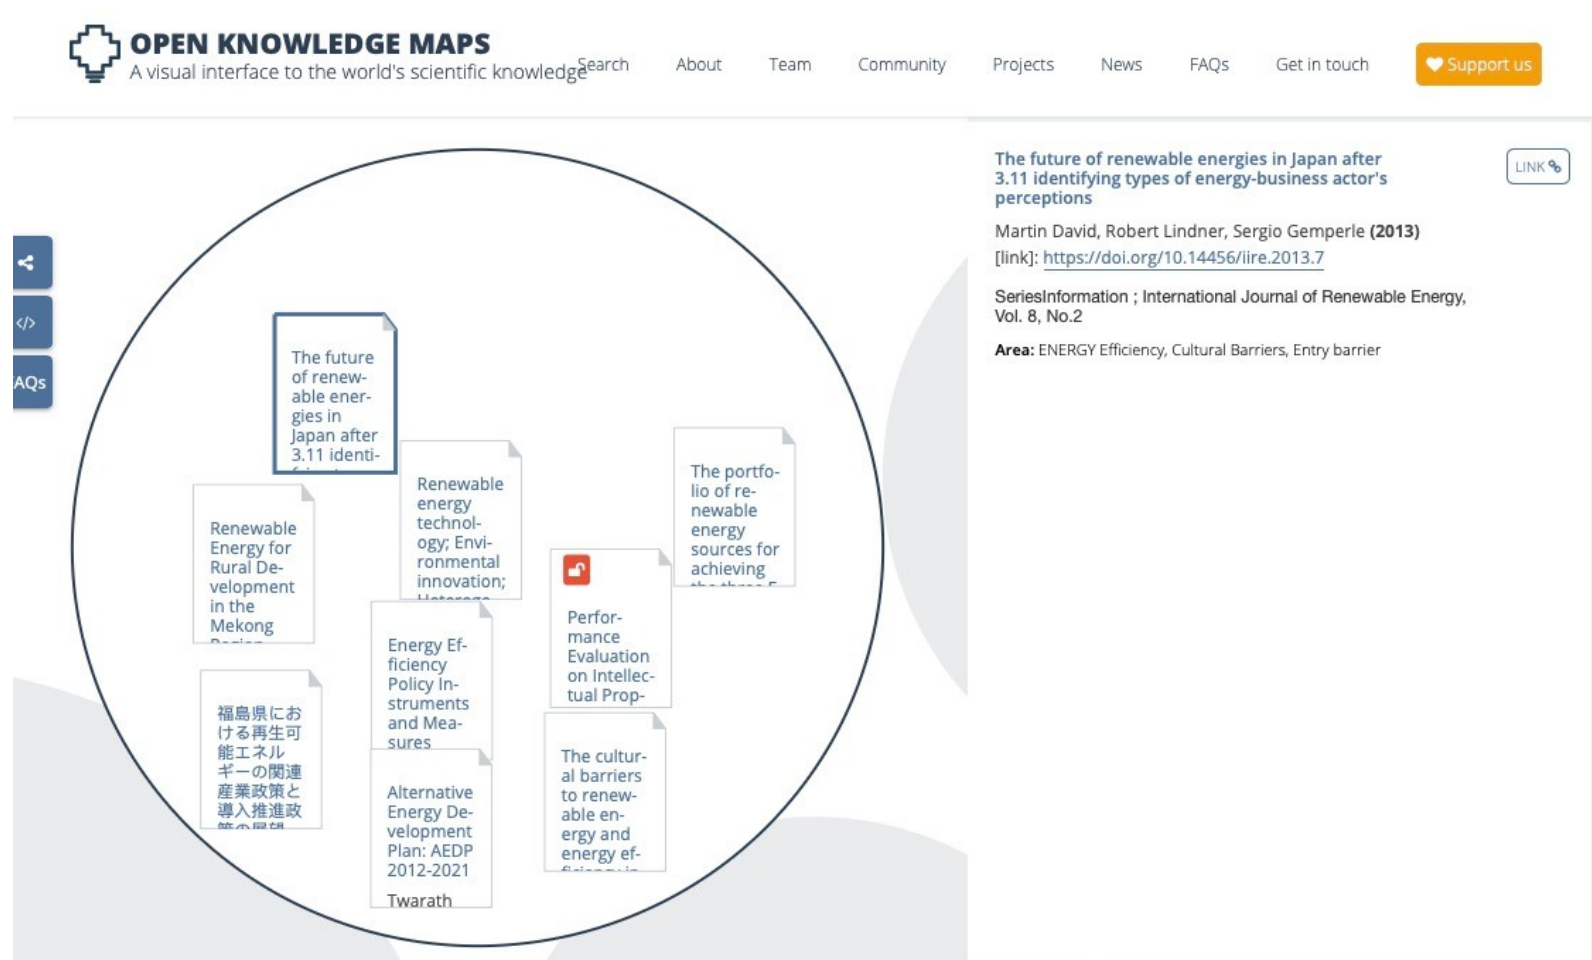 OPEN KNOWLEDGE MAPS
A visual interface to the world's scientific knowledge
Search About Team Community Projects News FAQs Get in touch Support us
AQs
The future
of renew-
able ener-
gies in
Japan after
3.11 identi-
Renewable
energy
technol-
ogy; Envi-
ronmental
innovation;
The portfo-
lio of re-
newable
energy
sources for
achieving
the three E
Renewable
Energy for
Rural De-
velopment
in the
Mekong
Region
Perfor-
mance
Evaluation
on Intellec-
tual Prop-
Energy Ef-
ficiency
Policy In-
struments
and Mea-
sures
福島県にお
ける再生可
能エネル
ギーの関連
産業政策と
導入推進政
策の展望
Alternative
Energy De-
velopment
Plan: AEDP
2012-2021
Twarath
The cultur-
al barriers
to renew-
able en-
ergy and
energy ef-
ficiency in
The future of renewable energies in Japan after
3.11 identifying types of energy-business actor's
perceptions
LINK
Martin David, Robert Lindner, Sergio Gemperle (2013)
[link]: https://doi.org/10.14456/iire.2013.7
SeriesInformation ; International Journal of Renewable Energy,
Vol. 8, No.2
Area: ENERGY Efficiency, Cultural Barriers, Entry barrier